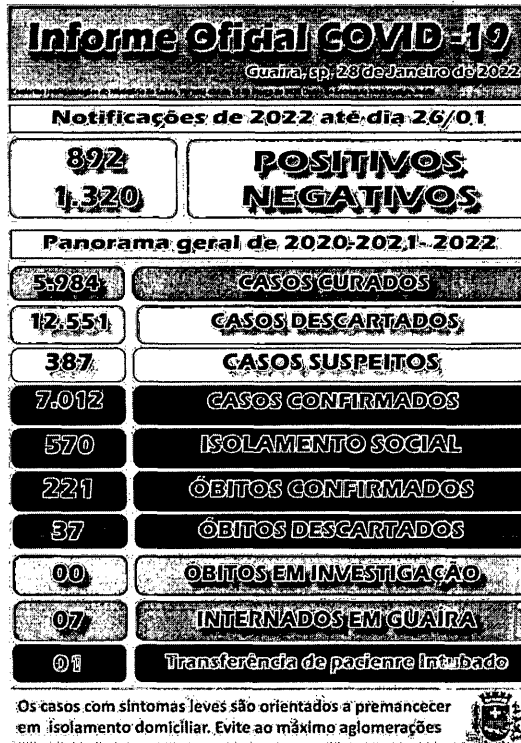 Informe Oficial COVID -19
Guaíra, sp, 28 de Janeiro de 2022
Notificações de 2022 até dia 26/01
892 POSITIVOS
1.320 NEGATIVOS
Panorama geral de 2020-2021- 2022
5.984 CASOS CURADOS
12.551 CASOS DESCARTADOS
387 CASOS SUSPEITOS
7.012 CASOS CONFIRMADOS
570 ISOLAMENTO SOCIAL
221 ÓBITOS CONFIRMADOS
37 ÓBITOS DESCARTADOS
00 ÓBITOS EM INVESTIGAÇÃO
07 INTERNADOS EM GUAÍRA
01 Transferência de pacienre Intubado
Os casos com sintomas leves são orientados a premancecer
em isolamento domiciliar. Evite ao máximo aglomerações